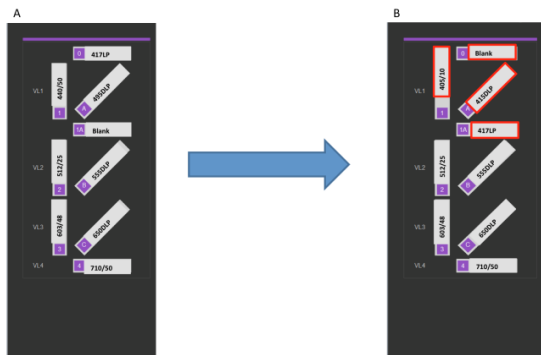 A
0 417LP
VL1
440/50
1
A 495DLP
1A Blank
VL2
512/25
2
B 555DLP
VL3
603/48
3
C 650DLP
VL4
4 710/50
B
0 Blank
VL1
405/10
1
A 415DLP
1A 417LP
VL2
512/25
2
B 555DLP
VL3
603/48
3
C 650DLP
VL4
4 710/50